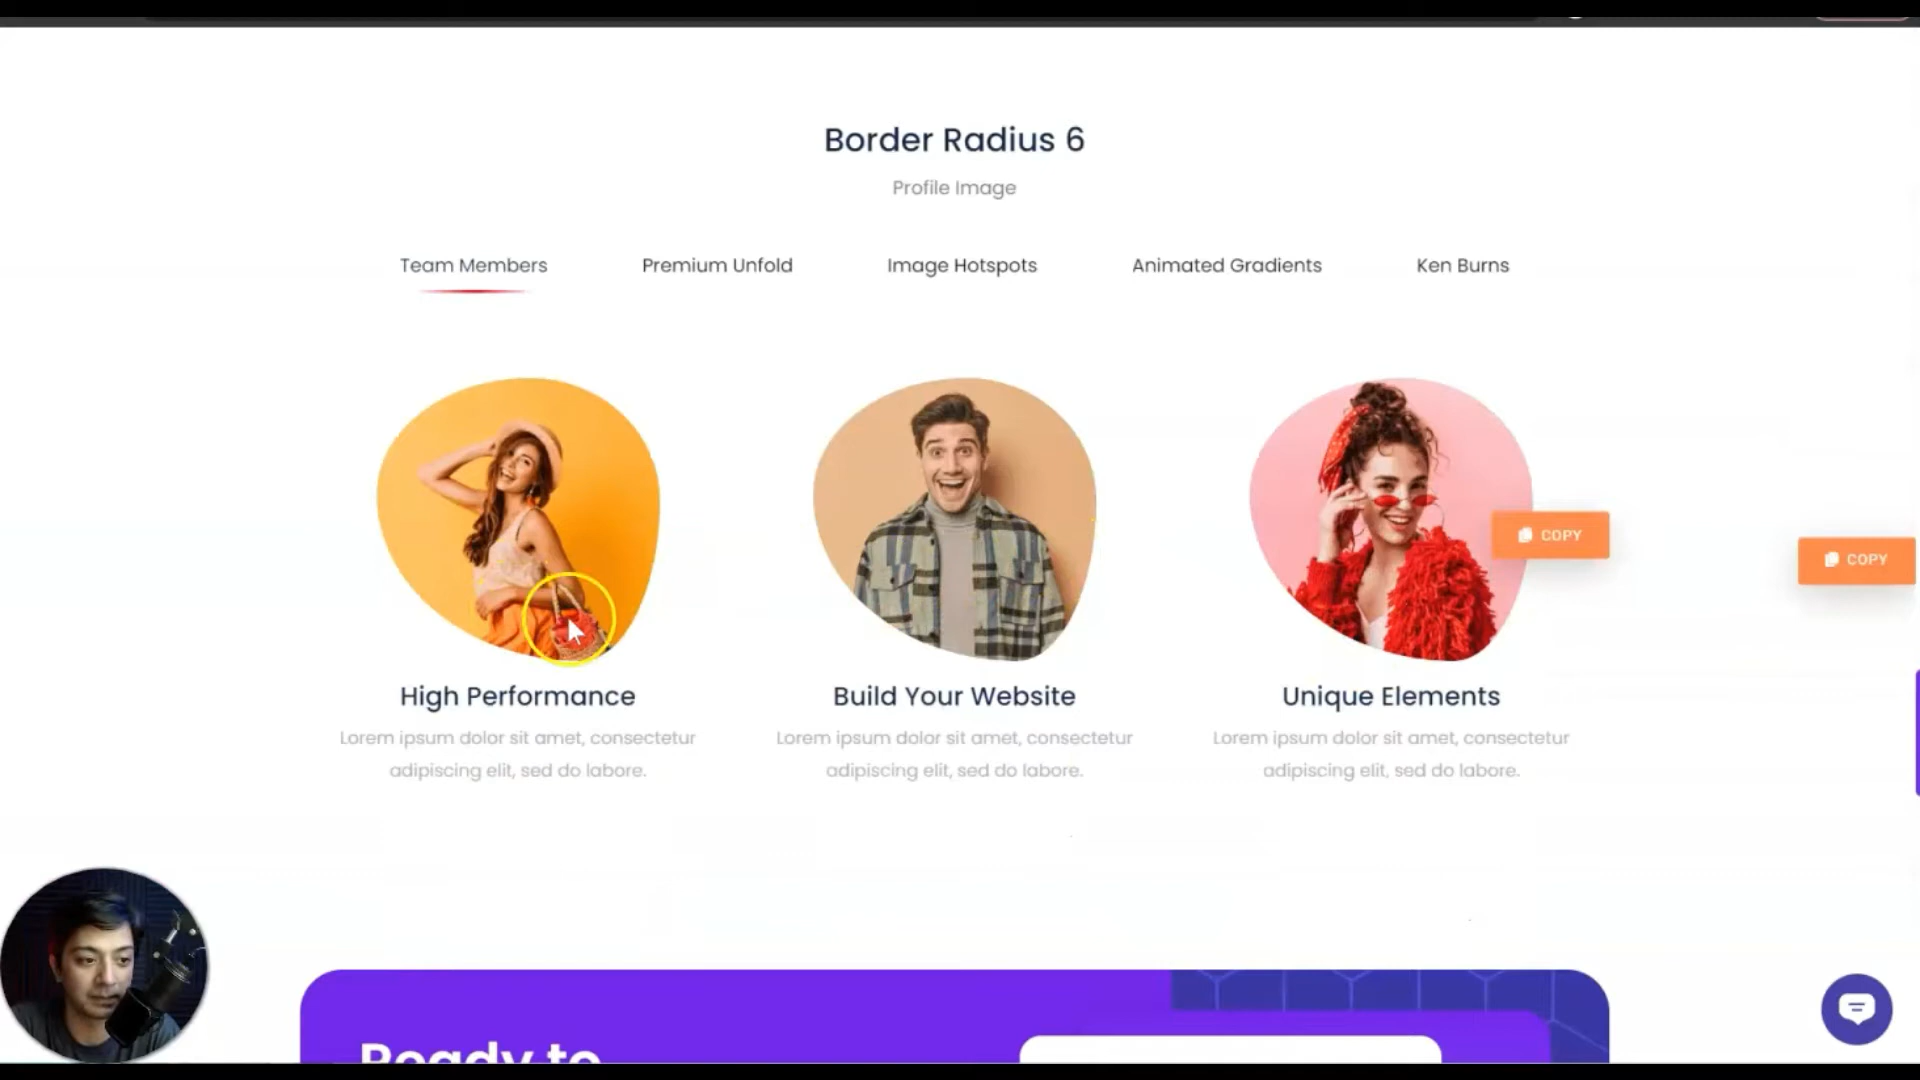 Border Radius 6
Profile Image
Team Members Premium Unfold Image Hotspots Animated Gradients Ken Burns
COPY
COPY
High Performance Build Your Website Unique Elements
Lorem ipsum dolor sit amet, consectetur Lorem ipsum dolor sit amet, consectetur Lorem ipsum dolor sit amet, consectetur
adipiscing elit, sed do labore. adipiscing elit, sed do labore. adipiscing elit, sed do labore.
Ready to